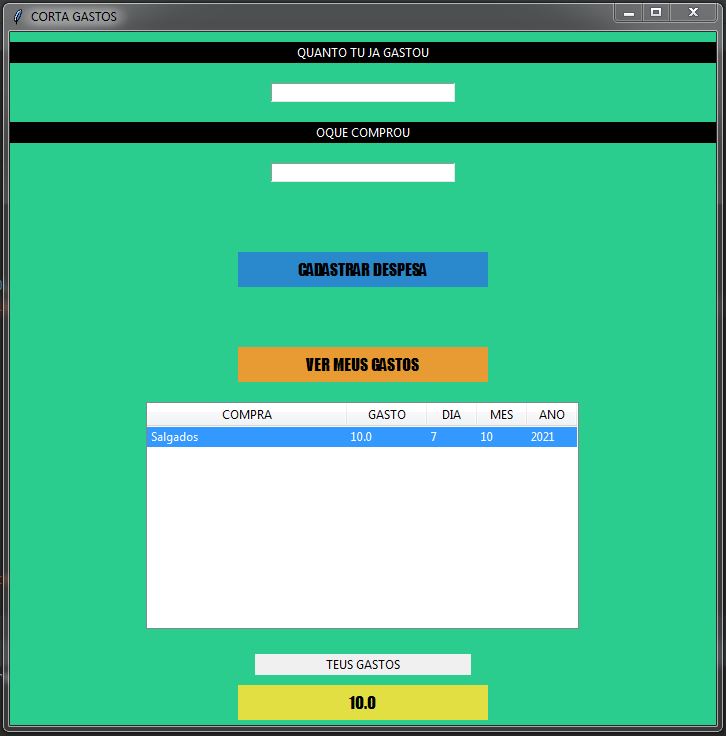 CORTA GASTOS
QUANTO TU JA GASTOU
OQUE COMPROU
CADASTRAR DESPESA
VER MEUS GASTOS
COMPRA GASTO DIA MES ANO
Salgados 10.0 7 10 2021
TEUS GASTOS
10.0